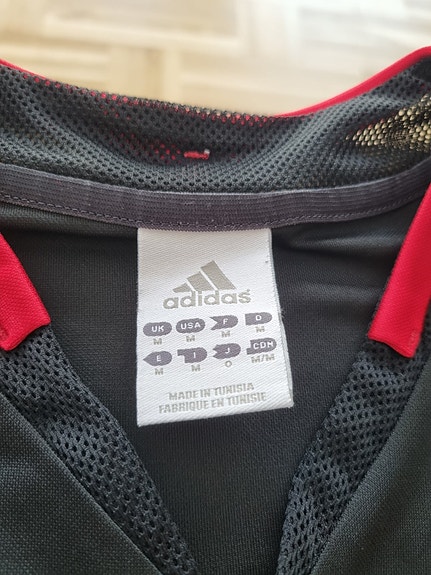 adidas
UK USA F D
M M M M
E I J CDN
M M O M/M
MADE IN TUNISIA
FABRIQUE EN TUNISIE